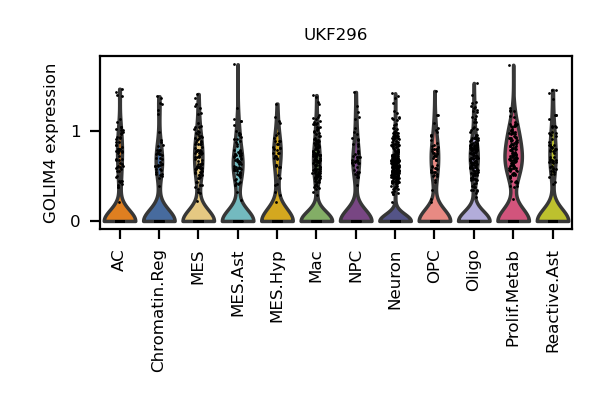 UKF296
GOLIM4 expression
1
0
AC
Chromatin.Reg
MES
MES.Ast
MES.Hyp
Mac
NPC
Neuron
OPC
Oligo
Prolif.Metab
Reactive.Ast